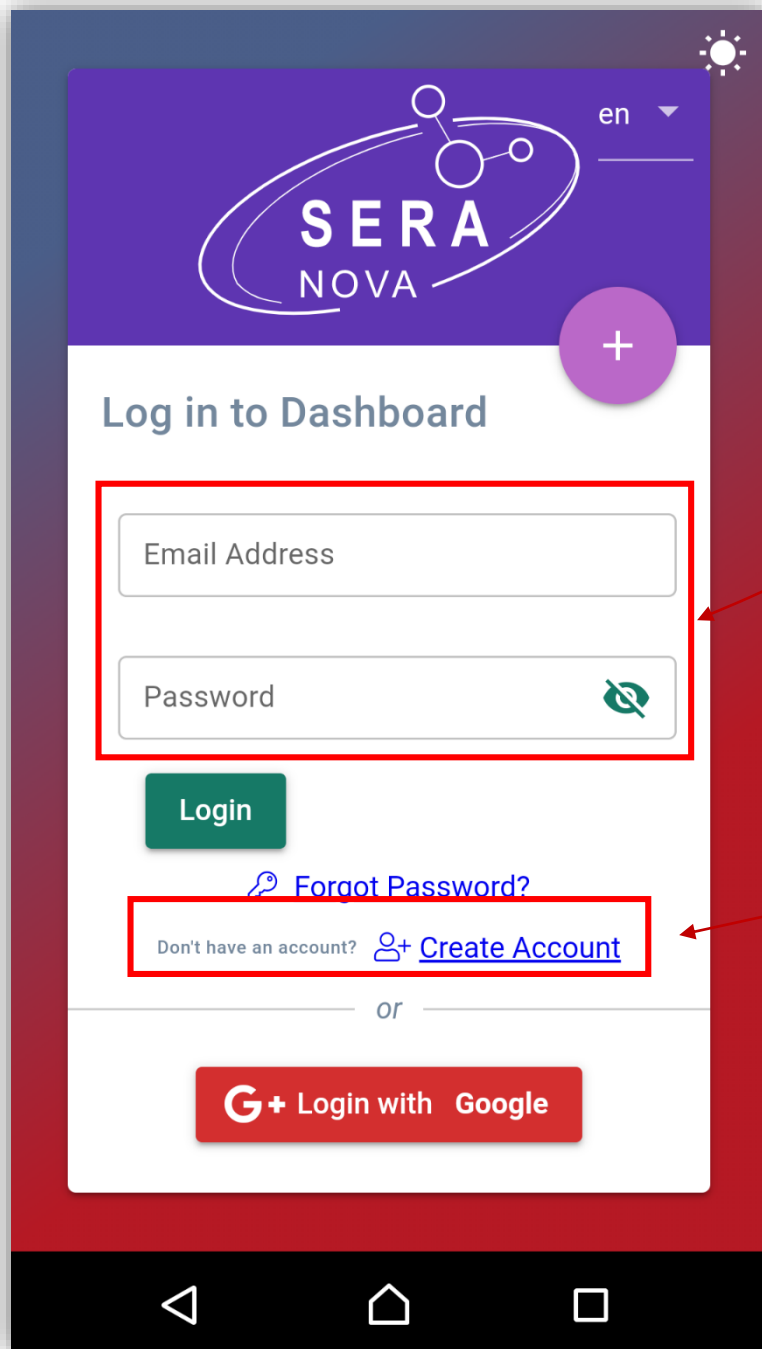 en
SERA
NOVA
+
Log in to Dashboard
Email Address
Password
Login
Forgot Password?
Don't have an account? Create Account
or
G+ Login with Google